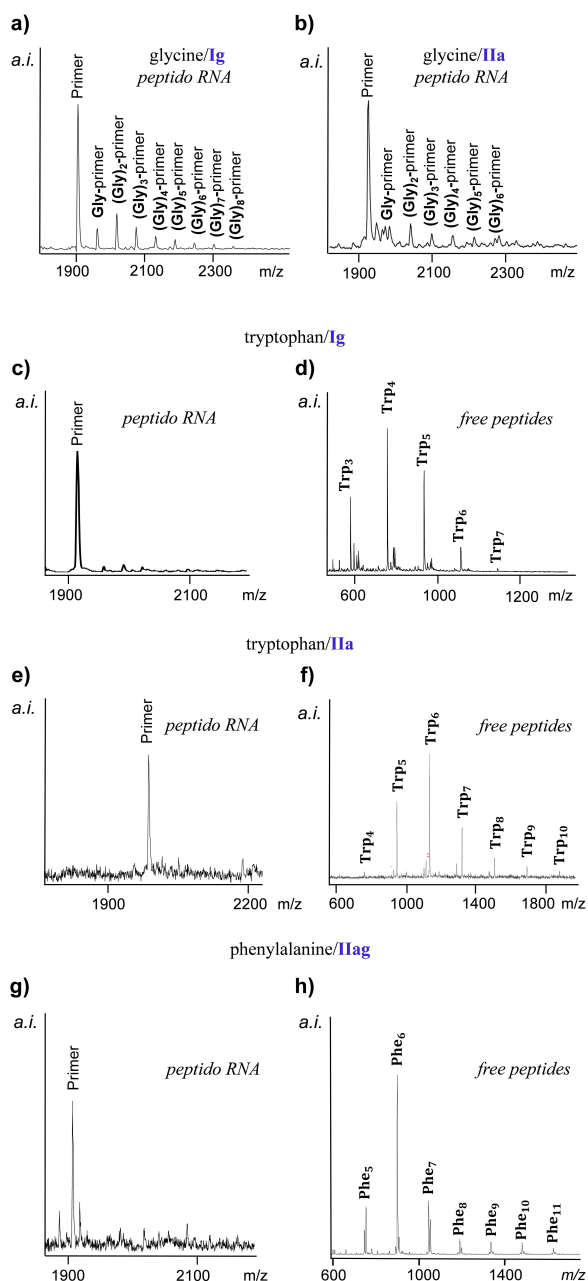 a)
glycine/Ig
peptido RNA
a.i.
Primer
Gly-primer
(Gly)2-primer
(Gly)3-primer
(Gly)4-primer
(Gly)5-primer
(Gly)6-primer
(Gly)7-primer
(Gly)8-primer
1900 2100 2300 m/z
b)
glycine/IIa
peptido RNA
a.i.
Primer
Gly-primer
(Gly)2-primer
(Gly)3-primer
(Gly)4-primer
(Gly)5-primer
(Gly)6-primer
1900 2100 2300 m/z
tryptophan/Ig
c)
a.i.
peptido RNA
Primer
1900 2100 m/z
d)
a.i.
free peptides
Trp3
Trp4
Trp5
Trp6
Trp7
600 1000 1200 m/z
tryptophan/IIa
e)
a.i.
peptido RNA
Primer
1900 2200 m/z
f)
a.i.
free peptides
Trp4
Trp5
Trp6
Trp7
Trp8
Trp9
Trp10
600 1000 1400 1800 m/z
phenylalanine/IIag
g)
a.i.
peptido RNA
Primer
1900 2100 m/z
h)
a.i.
free peptides
Phe5
Phe6
Phe7
Phe8
Phe9
Phe10
Phe11
600 1000 1400 m/z